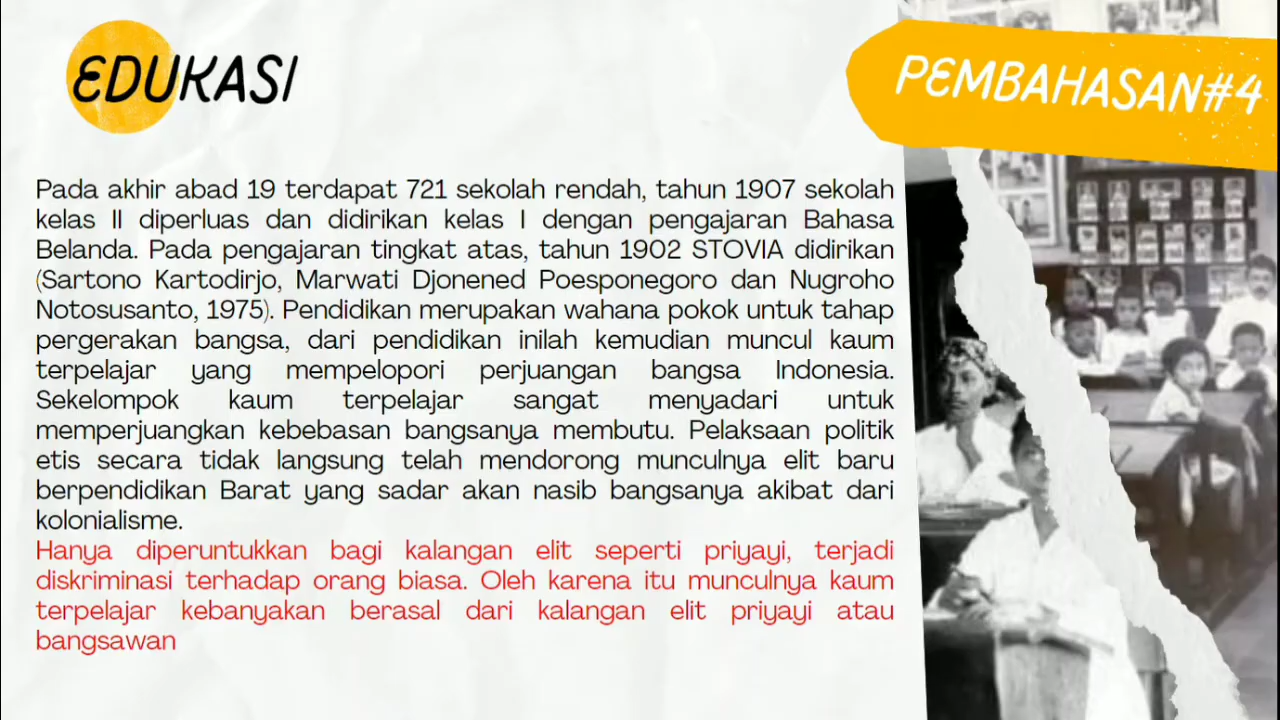 EDUKASI
PEMBAHASAN#4
Pada akhir abad 19 terdapat 721 sekolah rendah, tahun 1907 sekolah
kelas II diperluas dan didirikan kelas I dengan pengajaran Bahasa
Belanda. Pada pengajaran tingkat atas, tahun 1902 STOVIA didirikan
(Sartono Kartodirjo, Marwati Djonened Poesponegoro dan Nugroho
Notosusanto, 1975). Pendidikan merupakan wahana pokok untuk tahap
pergerakan bangsa, dari pendidikan inilah kemudian muncul kaum
terpelajar yang mempelopori perjuangan bangsa Indonesia.
Sekelompok kaum terpelajar sangat menyadari untuk
memperjuangkan kebebasan bangsanya membutu. Pelaksaan politik
etis secara tidak langsung telah mendorong munculnya elit baru
berpendidikan Barat yang sadar akan nasib bangsanya akibat dari
kolonialisme.
Hanya diperuntukkan bagi kalangan elit seperti priyayi, terjadi
diskriminasi terhadap orang biasa. Oleh karena itu munculnya kaum
terpelajar kebanyakan berasal dari kalangan elit priyayi atau
bangsawan